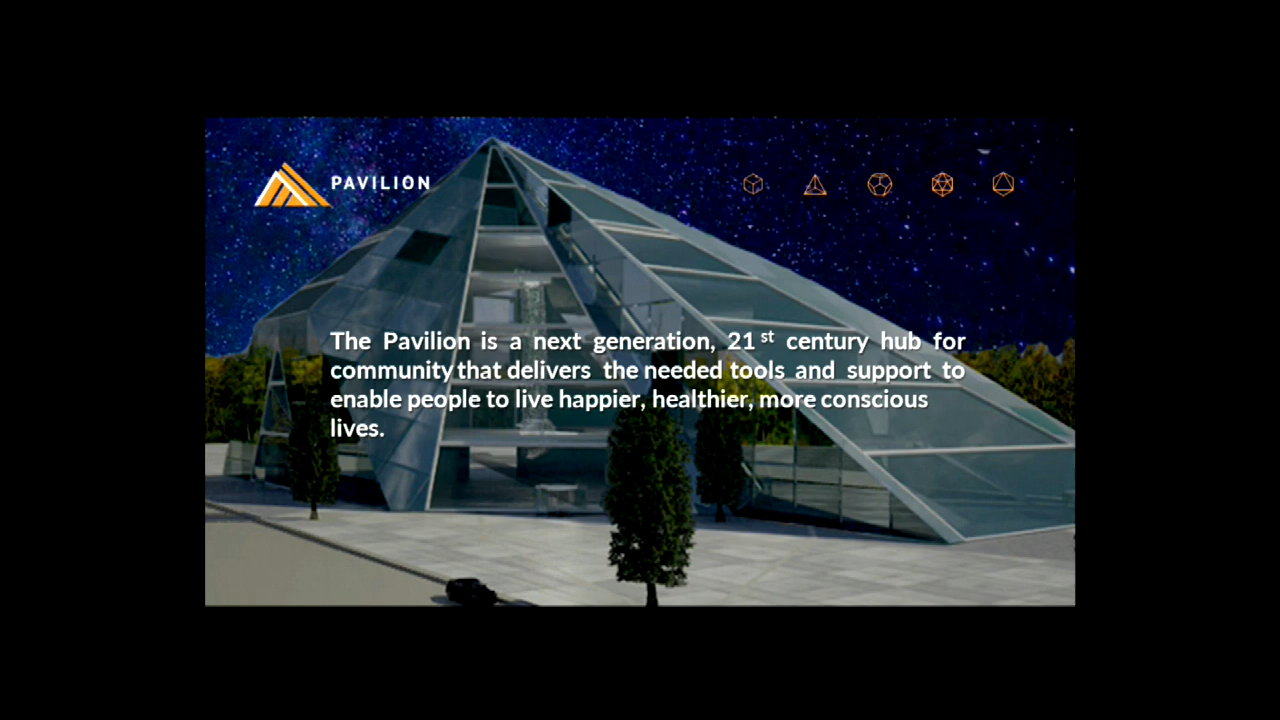 PAVILION
The Pavilion is a next generation, 21st century hub for
community that delivers the needed tools and support to
enable people to live happier, healthier, more conscious
lives.